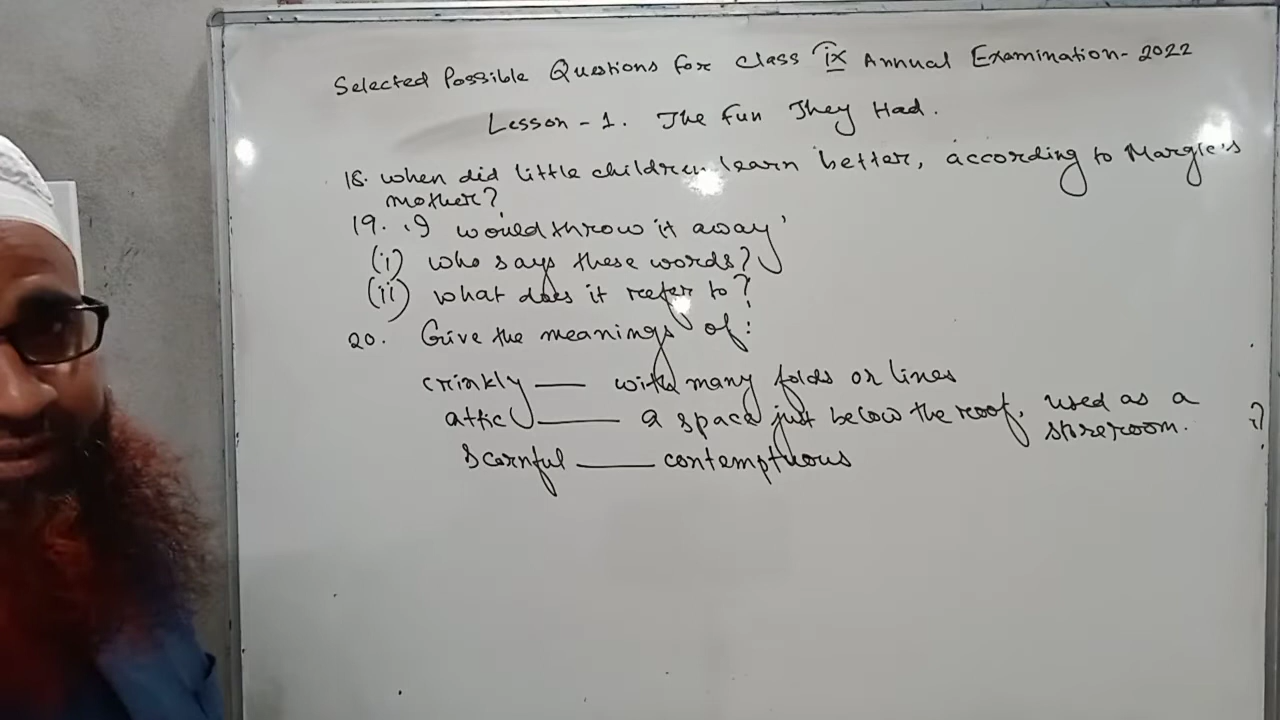 Selected Possible Questions for class IX Annual Examination-2022
Lesson-1. The Fun They Had.
18. when did little children learn better, according to Margie's
mother?
19. 'I would throw it away'
(i) who says these words?
(ii) what does it refer to?
20. Give the meanings of:
crinkly — with many folds or lines
attic — a space just below the roof, used as a
storeroom.
Scornful — contemptuous
?